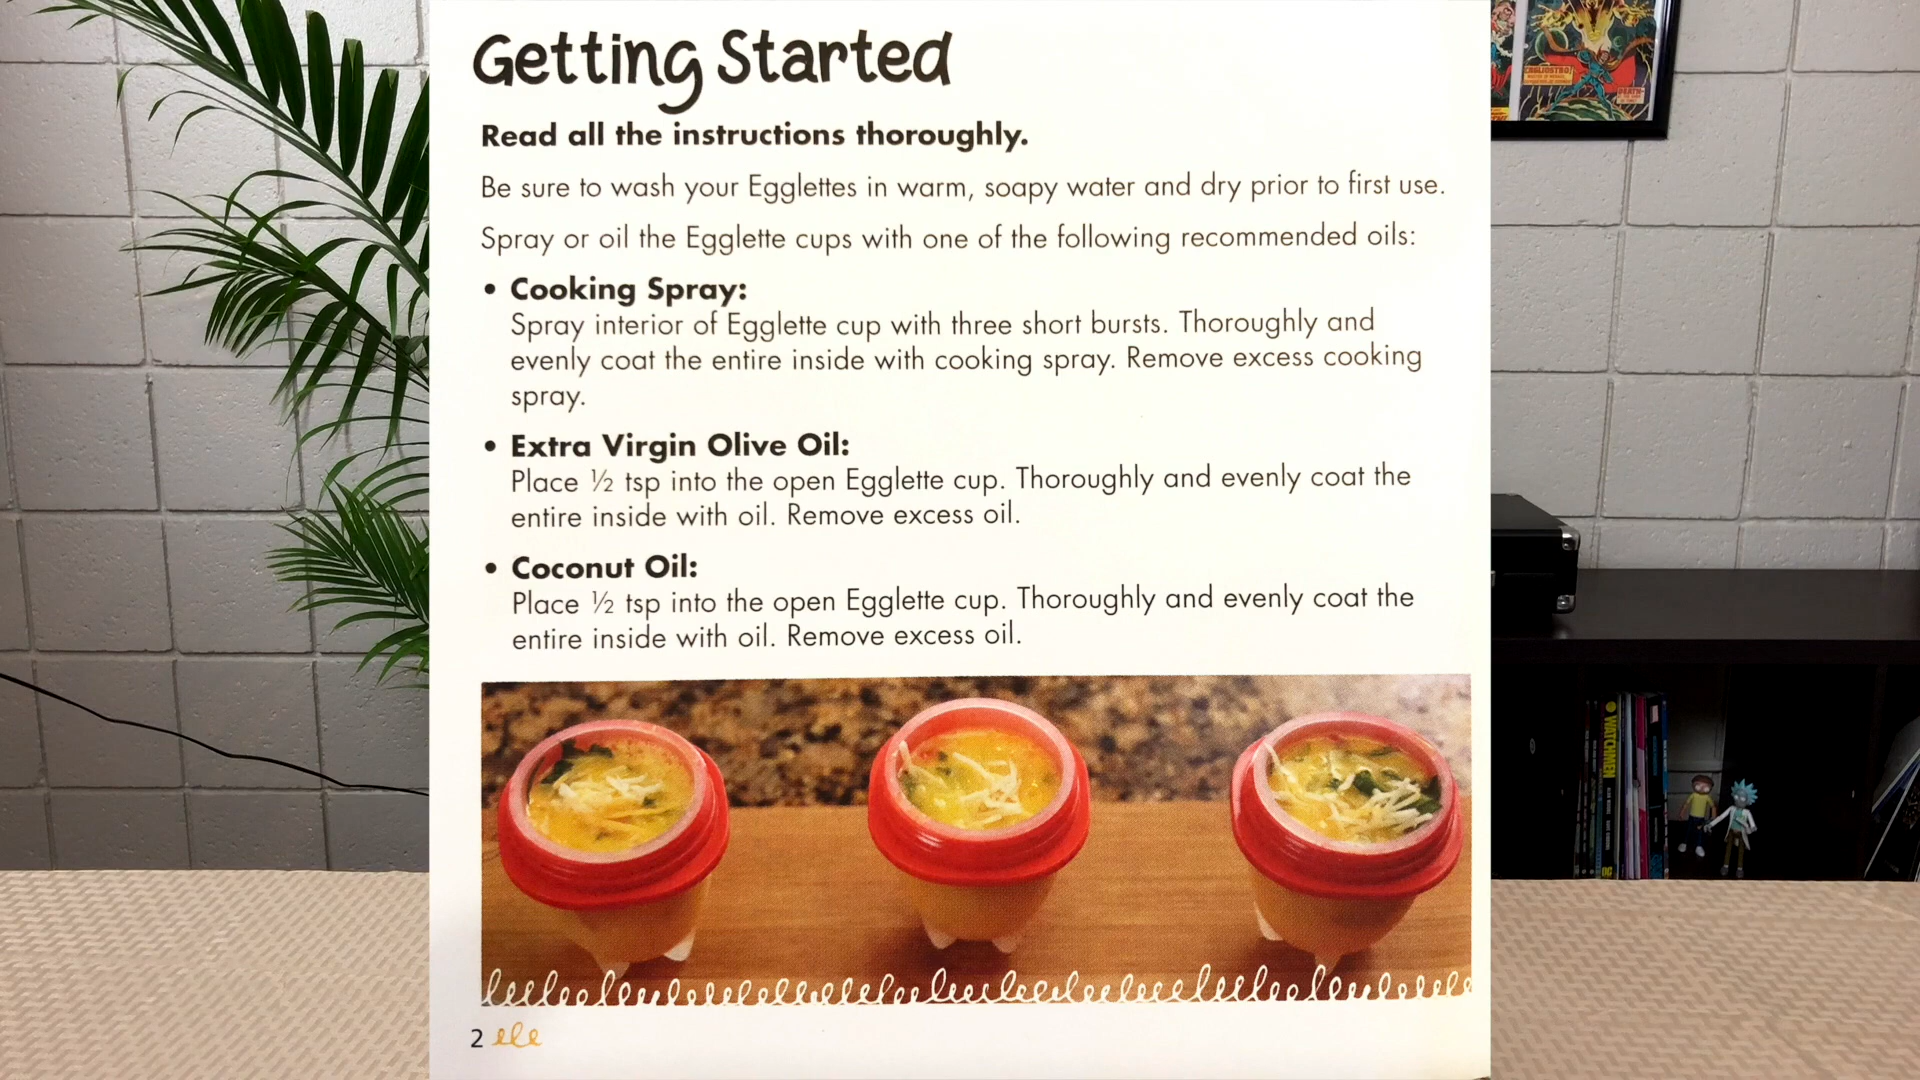 Getting Started
Read all the instructions thoroughly.
Be sure to wash your Egglettes in warm, soapy water and dry prior to first use.
Spray or oil the Egglette cups with one of the following recommended oils:
• Cooking Spray:
Spray interior of Egglette cup with three short bursts. Thoroughly and
evenly coat the entire inside with cooking spray. Remove excess cooking
spray.
• Extra Virgin Olive Oil:
Place ½ tsp into the open Egglette cup. Thoroughly and evenly coat the
entire inside with oil. Remove excess oil.
• Coconut Oil:
Place ½ tsp into the open Egglette cup. Thoroughly and evenly coat the
entire inside with oil. Remove excess oil.
2
WATCHMEN